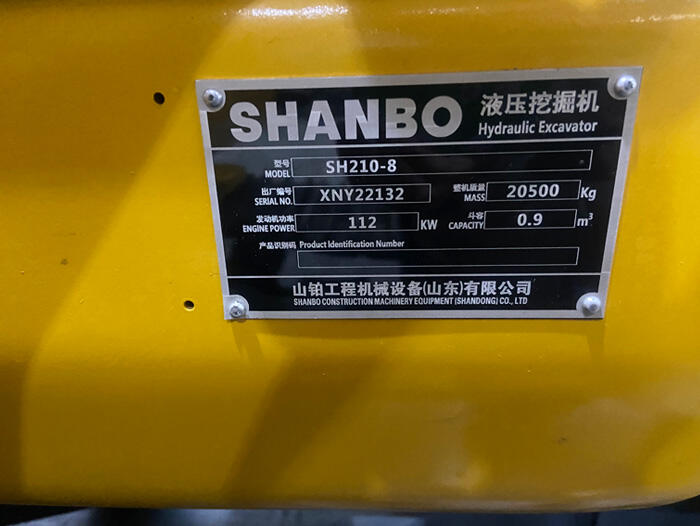 SHANBO 液压挖掘机
Hydraulic Excavator
型号
MODEL SH210-8
出厂编号 整机质量
SERIAL NO. XNY22132 MASS 20500 Kg
发动机功率 斗容
ENGINE POWER 112 KW CAPACITY 0.9 m³
产品识别码 Product Identification Number
山铂工程机械设备(山东)有限公司
SHANBO CONSTRUCTION MACHINERY EQUIPMENT (SHANDONG) CO., LTD